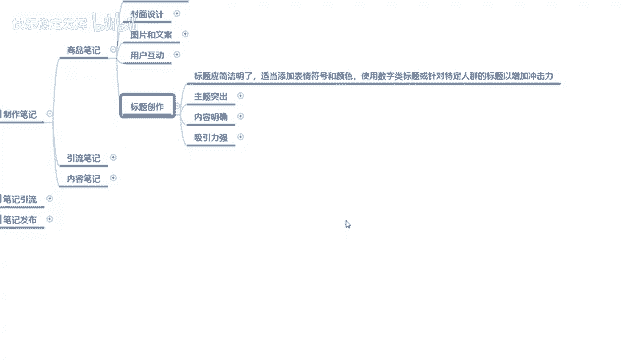 封面设计
图片和文案
商品笔记
用户互动
标题应简洁明了，适当添加表情符号和颜色，使用数字类标题或针对特定人群的标题以增加冲击力
主题突出
标题创作
制作笔记
内容明确
吸引力强
引流笔记
内容笔记
笔记引流
笔记发布